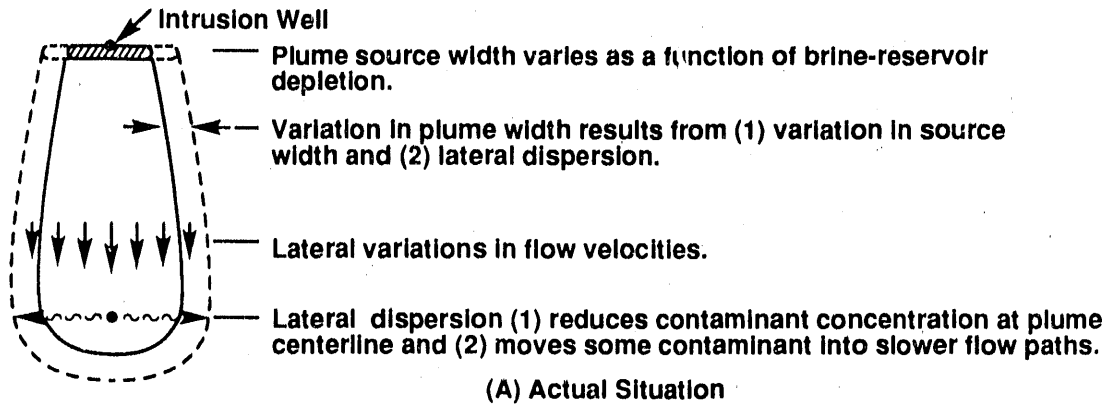 Intrusion Well
Plume source width varies as a function of brine-reservoir
depletion.
Variation in plume width results from (1) variation in source
width and (2) lateral dispersion.
Lateral variations in flow velocities.
Lateral dispersion (1) reduces contaminant concentration at plume
centerline and (2) moves some contaminant into slower flow paths.
(A) Actual Situation